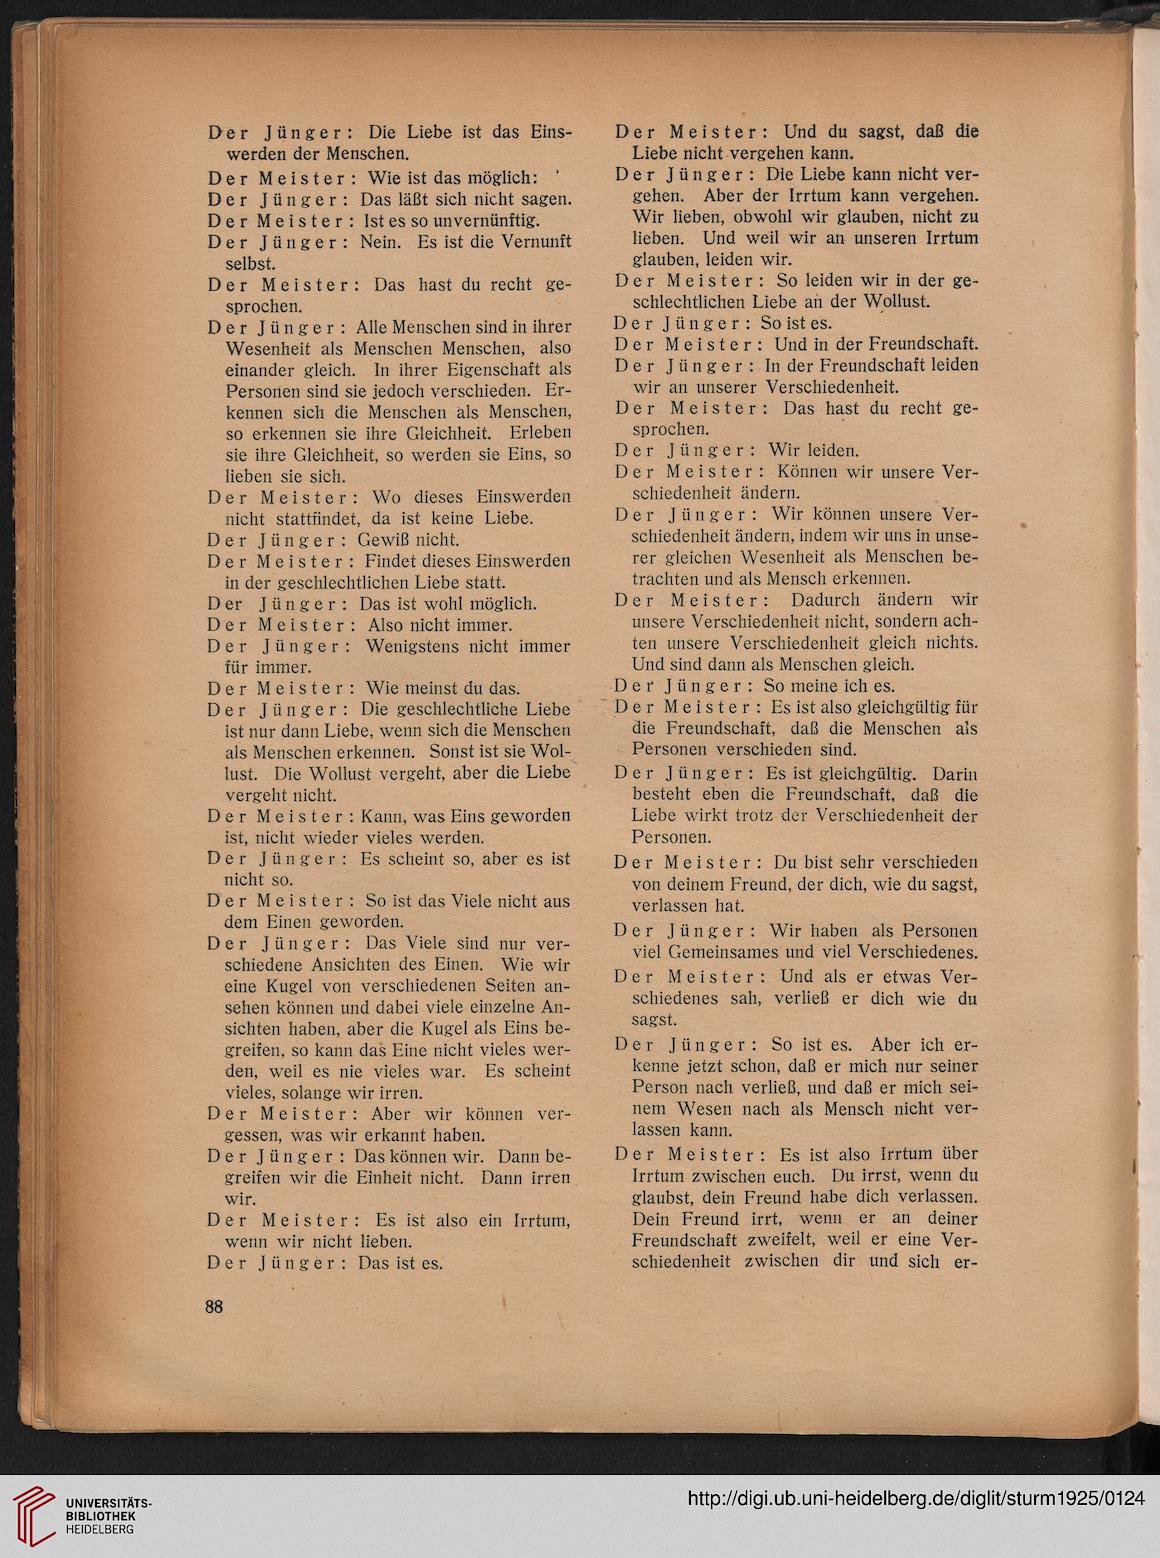 Der Jünger: Die Liebe ist das Eins-
werden der Menschen.
Der Meister: Wie ist das möglich:
Der Jünger: Das läßt sich nicht sagen.
Der Meister: Ist es so unvernünftig.
Der Jünger: Nein. Es ist die Vernunft
selbst.
Der Meister: Das hast du recht ge-
sprochen.
Der Jünger: Alle Menschen sind in ihrer
Wesenheit als Menschen Menschen, also
einander gleich. In ihrer Eigenschaft als
Personen sind sie jedoch verschieden. Er-
kennen sich die Menschen als Menschen,
so erkennen sie ihre Gleichheit. Erleben
sie ihre Gleichheit, so werden sie Eins, so
lieben sie sich.
Der Meister: Wo dieses Einswerden
nicht stattfindet, da ist keine Liebe.
Der Jünger: Gewiß nicht.
Der Meister: Findet dieses Einswerden
in der geschlechtlichen Liebe statt.
Der Jünger: Das ist wohl möglich.
Der Meister: Also nicht immer.
Der Jünger: Wenigstens nicht immer
für immer.
Der Meister: Wie meinst du das.
Der Jünger: Die geschlechtliche Liebe
ist nur dann Liebe, wenn sich die Menschen
als Menschen erkennen. Sonst ist sie Wol-
lust. Die Wollust vergeht, aber die Liebe
vergeht nicht.
Der Meister: Kann, was Eins geworden
ist, nicht wieder vieles werden.
Der Jünger: Es scheint so, aber es ist
nicht so.
Der Meister: So ist das Viele nicht aus
dem Einen geworden.
Der Jünger: Das Viele sind nur ver-
schiedene Ansichten des Einen. Wie wir
eine Kugel von verschiedenen Seiten an-
sehen können und dabei viele einzelne An-
sichten haben, aber die Kugel als Eins be-
greifen, so kann das Eine nicht vieles wer-
den, weil es nie vieles war. Es scheint
vieles, solange wir irren.
Der Meister: Aber wir können ver-
gessen, was wir erkannt haben.
Der Jünger: Das können wir. Dann be-
greifen wir die Einheit nicht. Dann irren
wir.
Der Meister: Es ist also ein Irrtum,
wenn wir nicht lieben.
Der Jünger: Das ist es.
88
Der Meister: Und du sagst, daß die
Liebe nicht vergehen kann.
Der Jünger: Die Liebe kann nicht ver-
gehen. Aber der Irrtum kann vergehen.
Wir lieben, obwohl wir glauben, nicht zu
lieben. Und weil wir an unseren Irrtum
glauben, leiden wir.
Der Meister: So leiden wir in der ge-
schlechtlichen Liebe an der Wollust.
Der Jünger: So ist es.
Der Meister: Und in der Freundschaft.
Der Jünger: In der Freundschaft leiden
wir an unserer Verschiedenheit.
Der Meister: Das hast du recht ge-
sprochen.
Der Jünger: Wir leiden.
Der Meister: Können wir unsere Ver-
schiedenheit ändern.
Der Jünger: Wir können unsere Ver-
schiedenheit ändern, indem wir uns in unse-
rer gleichen Wesenheit als Menschen be-
trachten und als Mensch erkennen.
Der Meister: Dadurch ändern wir
unsere Verschiedenheit nicht, sondern ach-
ten unsere Verschiedenheit gleich nichts.
Und sind dann als Menschen gleich.
Der Jünger: So meine ich es.
Der Meister: Es ist also gleichgültig für
die Freundschaft, daß die Menschen als
Personen verschieden sind.
Der Jünger: Es ist gleichgültig. Darin
besteht eben die Freundschaft, daß die
Liebe wirkt trotz der Verschiedenheit der
Personen.
Der Meister: Du bist sehr verschieden
von deinem Freund, der dich, wie du sagst,
verlassen hat.
Der Jünger: Wir haben als Personen
viel Gemeinsames und viel Verschiedenes.
Der Meister: Und als er etwas Ver-
schiedenes sah, verließ er dich wie du
sagst.
Der Jünger: So ist es. Aber ich er-
kenne jetzt schon, daß er mich nur seiner
Person nach verließ, und daß er mich sei-
nem Wesen nach als Mensch nicht ver-
lassen kann.
Der Meister: Es ist also Irrtum über
Irrtum zwischen euch. Du irrst, wenn du
glaubst, dein Freund habe dich verlassen.
Dein Freund irrt, wenn er an deiner
Freundschaft zweifelt, weil er eine Ver-
schiedenheit zwischen dir und sich er-
UNIVERSITÄTS-
BIBLIOTHEK
HEIDELBERG
http://digi.ub.uni-heidelberg.de/diglit/sturm1925/0124